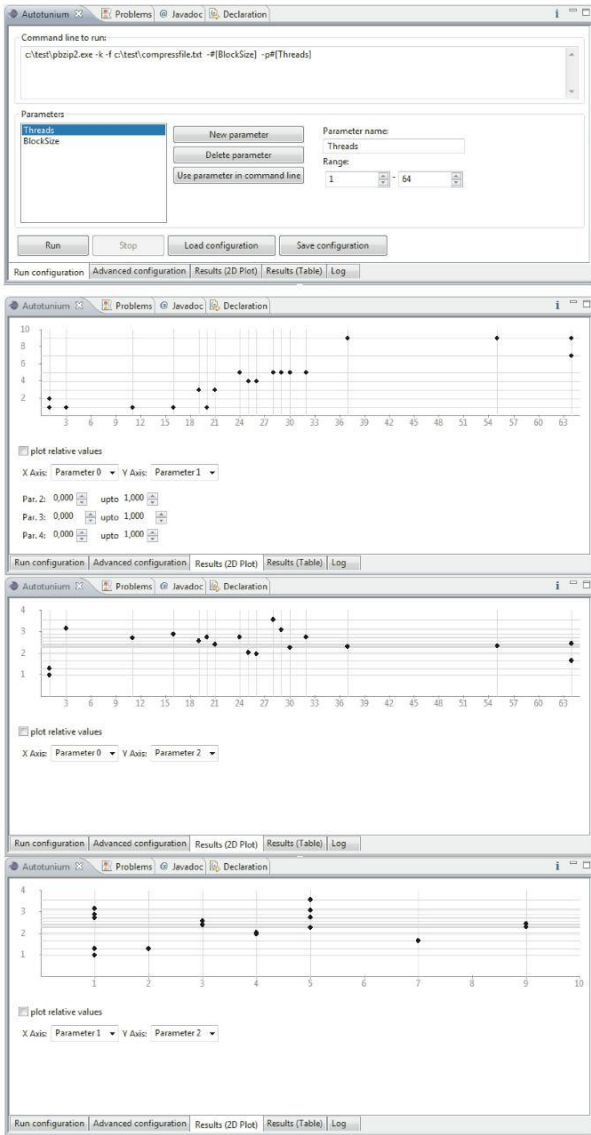 Autotunium Problems @ Javadoc Declaration
Command line to run:
c:\test\pbzip2.exe -k -f c:\test\compressfile.txt -#[BlockSize] -p#[Threads]
Parameters
Threads
BlockSize
New parameter
Delete parameter
Use parameter in command line
Parameter name:
Threads
Range:
1 - 64
Run Stop Load configuration Save configuration
Run configuration Advanced configuration Results (2D Plot) Results (Table) Log
Autotunium Problems @ Javadoc Declaration
10
8
6
4
2
3 6 9 12 15 18 21 24 27 30 33 36 39 42 45 48 51 54 57 60 63
plot relative values
X Axis: Parameter 0 Y Axis: Parameter 1
Par. 2: 0,000 upto 1,000
Par. 3: 0,000 upto 1,000
Par. 4: 0,000 upto 1,000
Run configuration Advanced configuration Results (2D Plot) Results (Table) Log
Autotunium Problems @ Javadoc Declaration
4
3
2
1
3 6 9 12 15 18 21 24 27 30 33 36 39 42 45 48 51 54 57 60 63
plot relative values
X Axis: Parameter 0 Y Axis: Parameter 2
Run configuration Advanced configuration Results (2D Plot) Results (Table) Log
Autotunium Problems @ Javadoc Declaration
4
3
2
1
1 2 3 4 5 6 7 8 9 10
plot relative values
X Axis: Parameter 1 Y Axis: Parameter 2
Run configuration Advanced configuration Results (2D Plot) Results (Table) Log